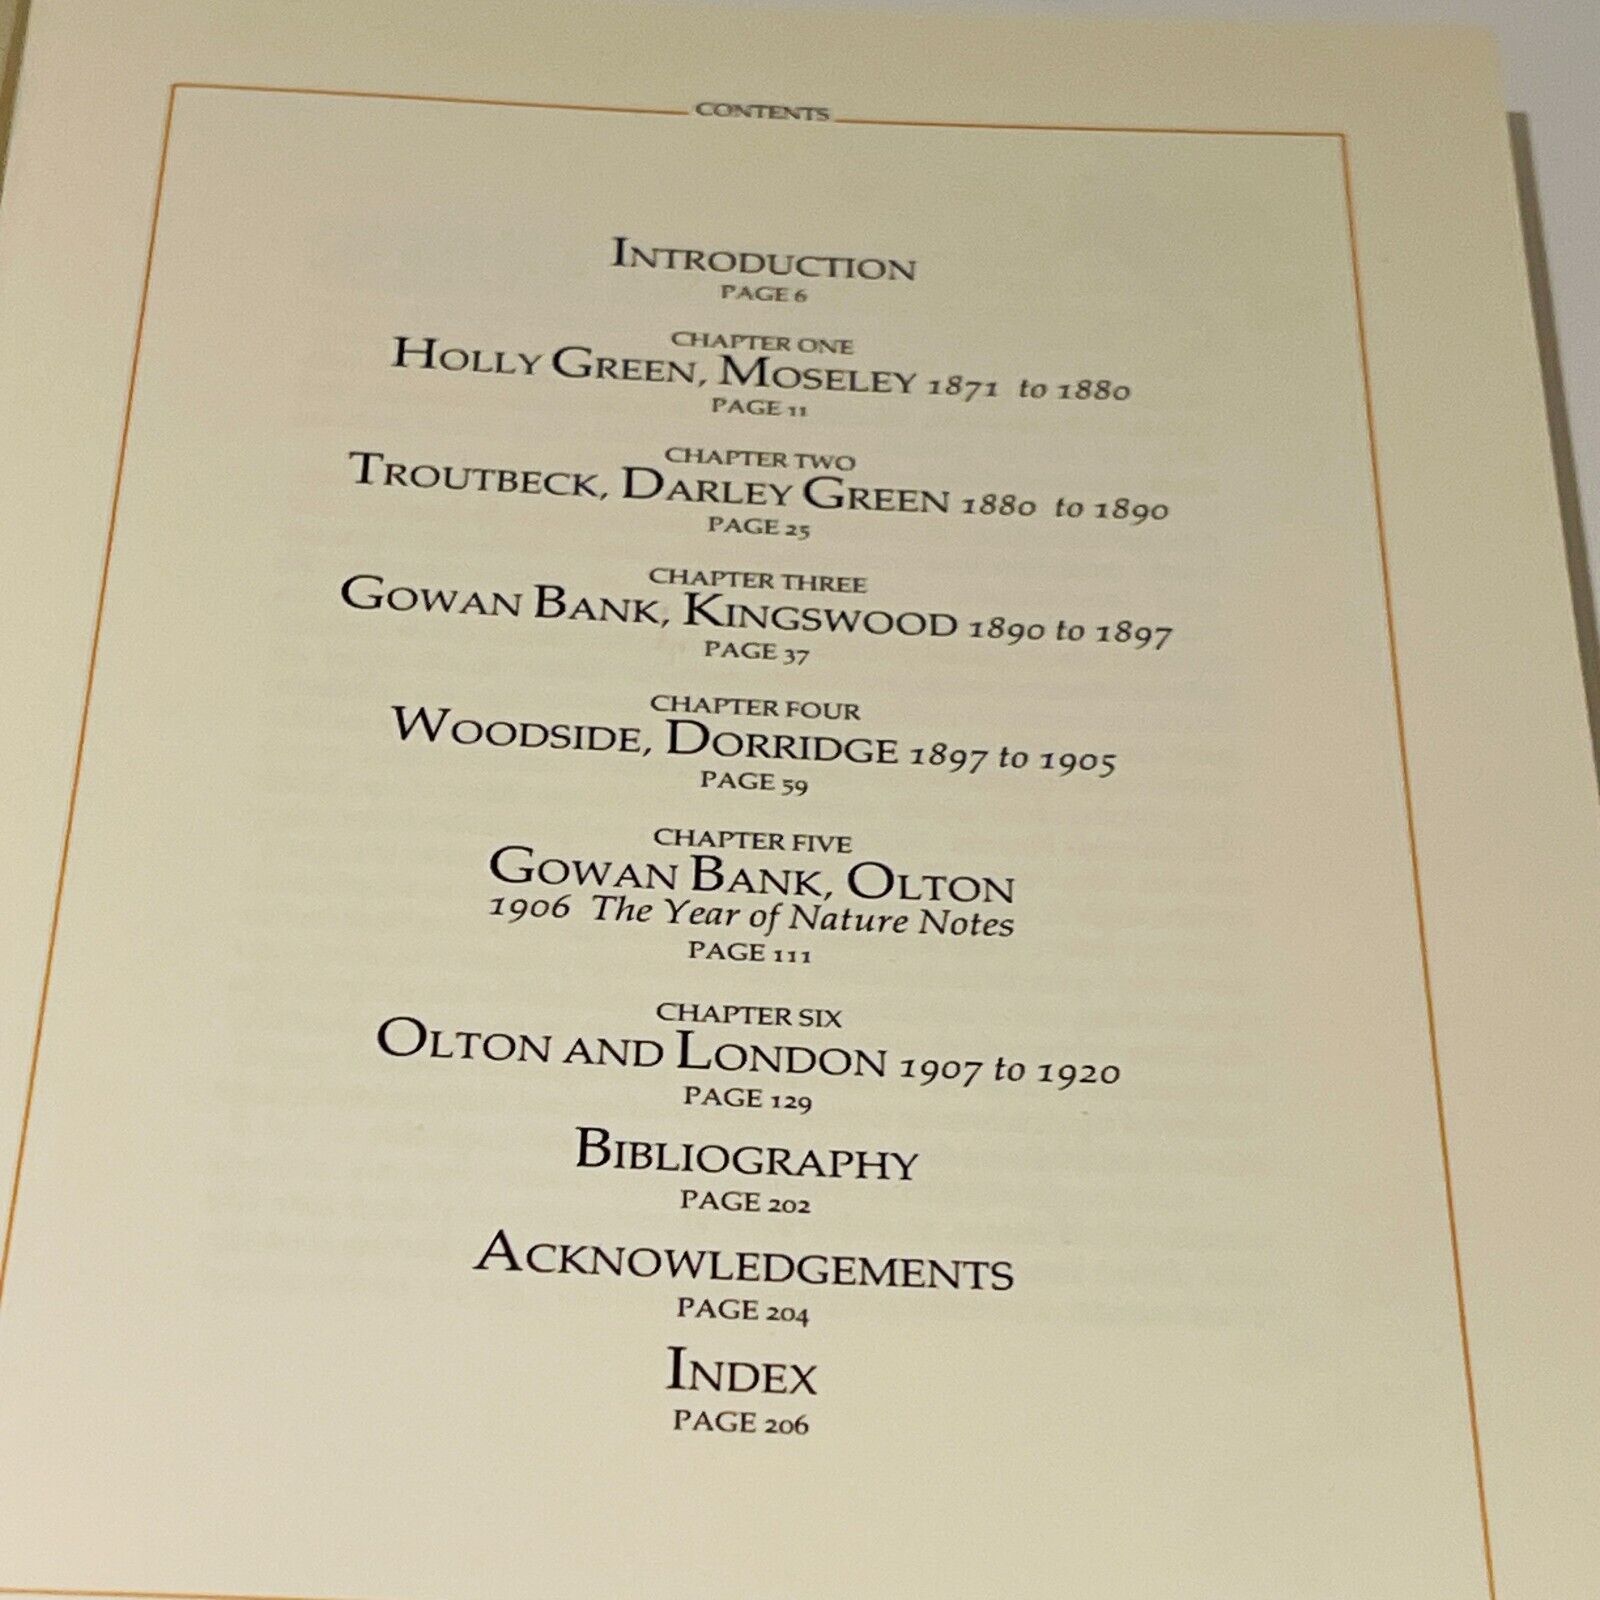 CONTENTS
INTRODUCTION
PAGE 6
CHAPTER ONE
HOLLY GREEN, MOSELEY 1871 to 1880
PAGE 11
CHAPTER TWO
TROUTBECK, DARLEY GREEN 1880 to 1890
PAGE 25
CHAPTER THREE
GOWAN BANK, KINGSWOOD 1890 to 1897
PAGE 37
CHAPTER FOUR
WOODSIDE, DORRIDGE 1897 to 1905
PAGE 59
CHAPTER FIVE
GOWAN BANK, OLTON
1906 The Year of Nature Notes
PAGE 111
CHAPTER SIX
OLTON AND LONDON 1907 to 1920
PAGE 129
BIBLIOGRAPHY
PAGE 202
ACKNOWLEDGEMENTS
PAGE 204
INDEX
PAGE 206